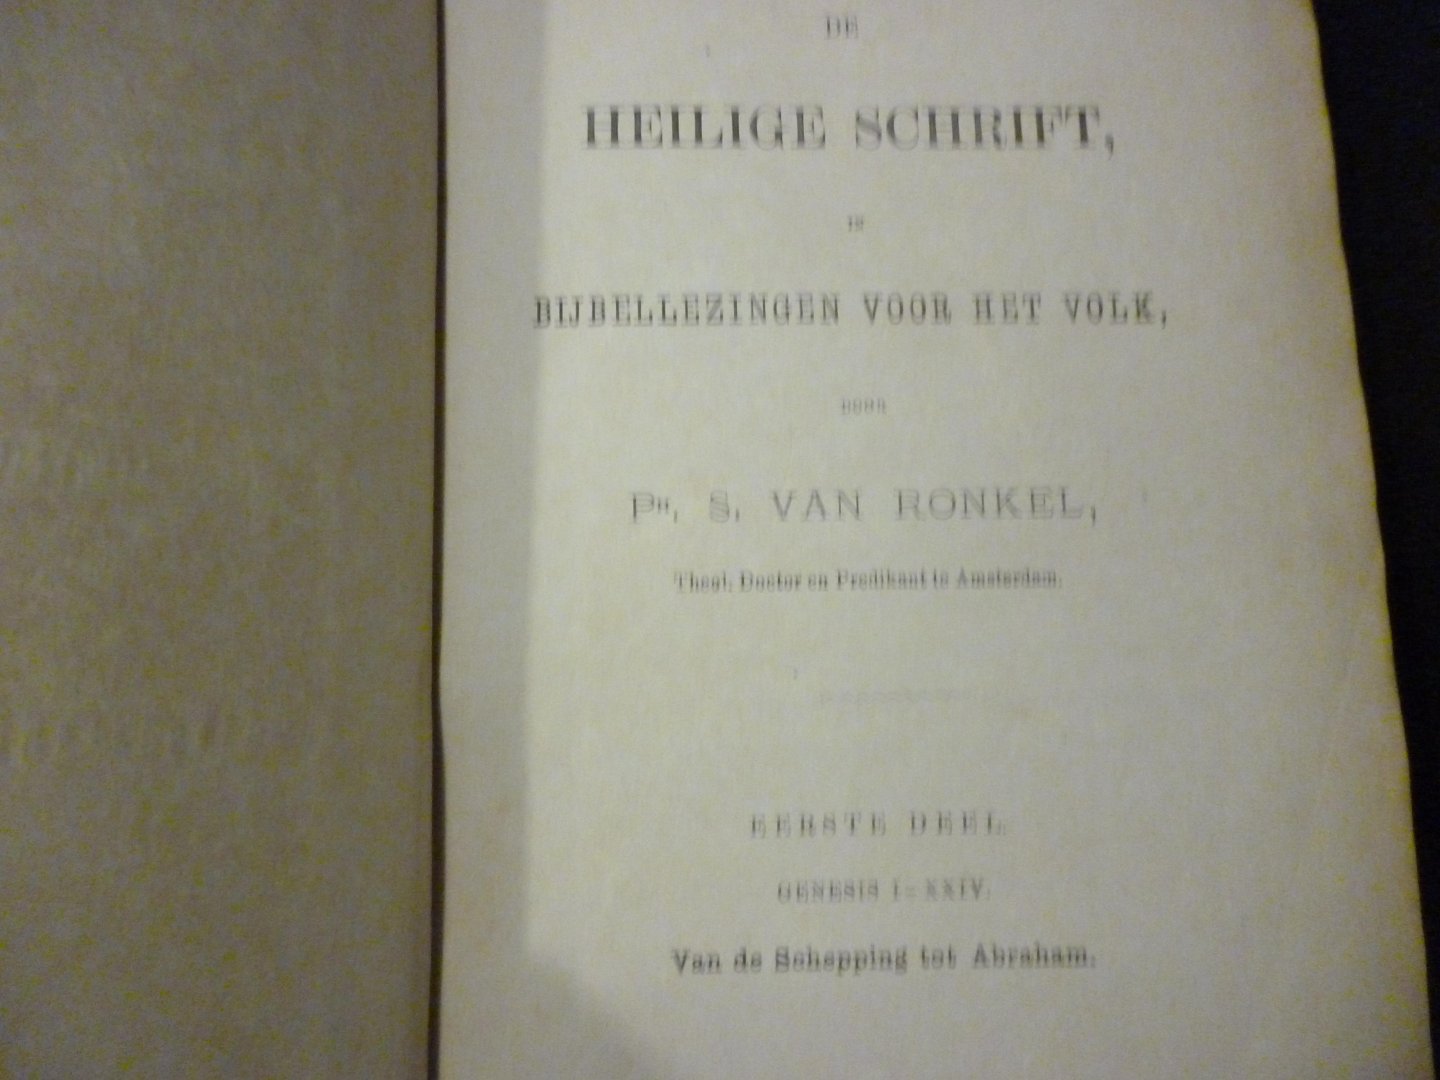 DE
HEILIGE SCHRIFT,
IN
BIJBELLEZINGEN VOOR HET VOLK,
DOOR
PH. S. VAN RONKEL,
Theol. Doctor en Predikant te Amsterdam.
EERSTE DEEL.
GENESIS I–XXIV.
Van de Schepping tot Abraham.